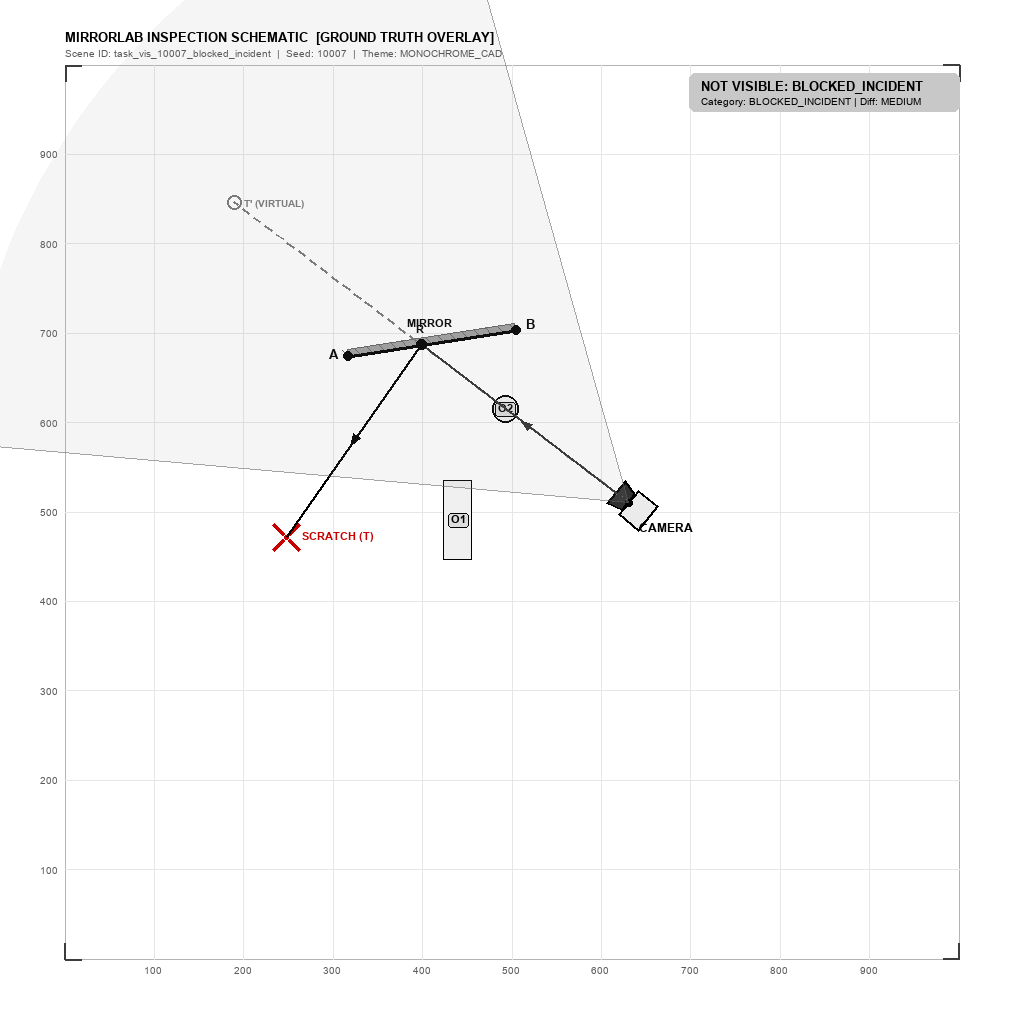 MIRRORLAB INSPECTION SCHEMATIC [GROUND TRUTH OVERLAY]
Scene ID: task_vis_10007_blocked_incident | Seed: 10007 | Theme: MONOCHROME_CAD
NOT VISIBLE: BLOCKED_INCIDENT
Category: BLOCKED_INCIDENT | Diff: MEDIUM
900
T' (VIRTUAL)
800
MIRROR
R
B
700
A
600
O2
500
O1
CAMERA
SCRATCH (T)
400
300
200
100
100 200 300 400 500 600 700 800 900